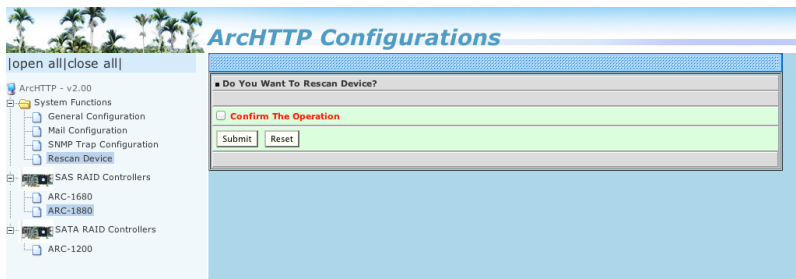 ArcHTTP Configurations
|open all|close all|
ArcHTTP - v2.00
System Functions
General Configuration
Mail Configuration
SNMP Trap Configuration
Rescan Device
SAS RAID Controllers
ARC-1680
ARC-1880
SATA RAID Controllers
ARC-1200
Do You Want To Rescan Device?
Confirm The Operation
Submit Reset